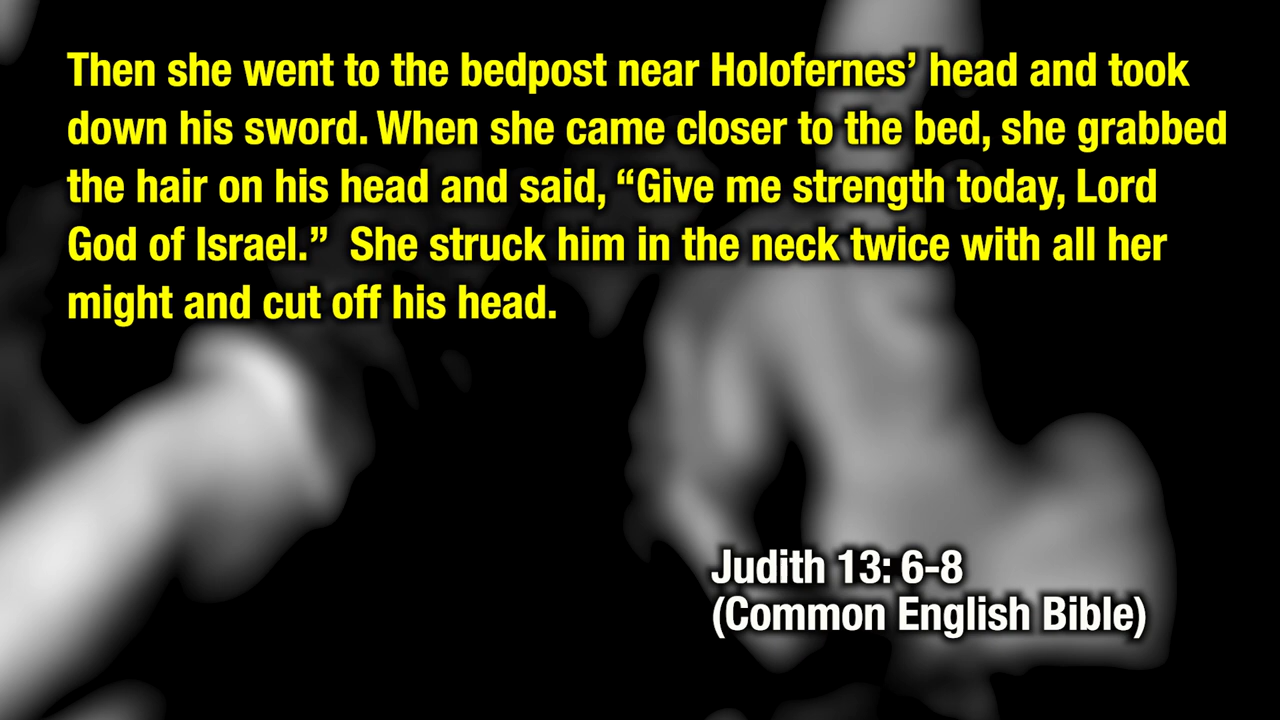 Then she went to the bedpost near Holofernes’ head and took
down his sword. When she came closer to the bed, she grabbed
the hair on his head and said, “Give me strength today, Lord
God of Israel.”  She struck him in the neck twice with all her
might and cut off his head.
Judith 13: 6-8
(Common English Bible)